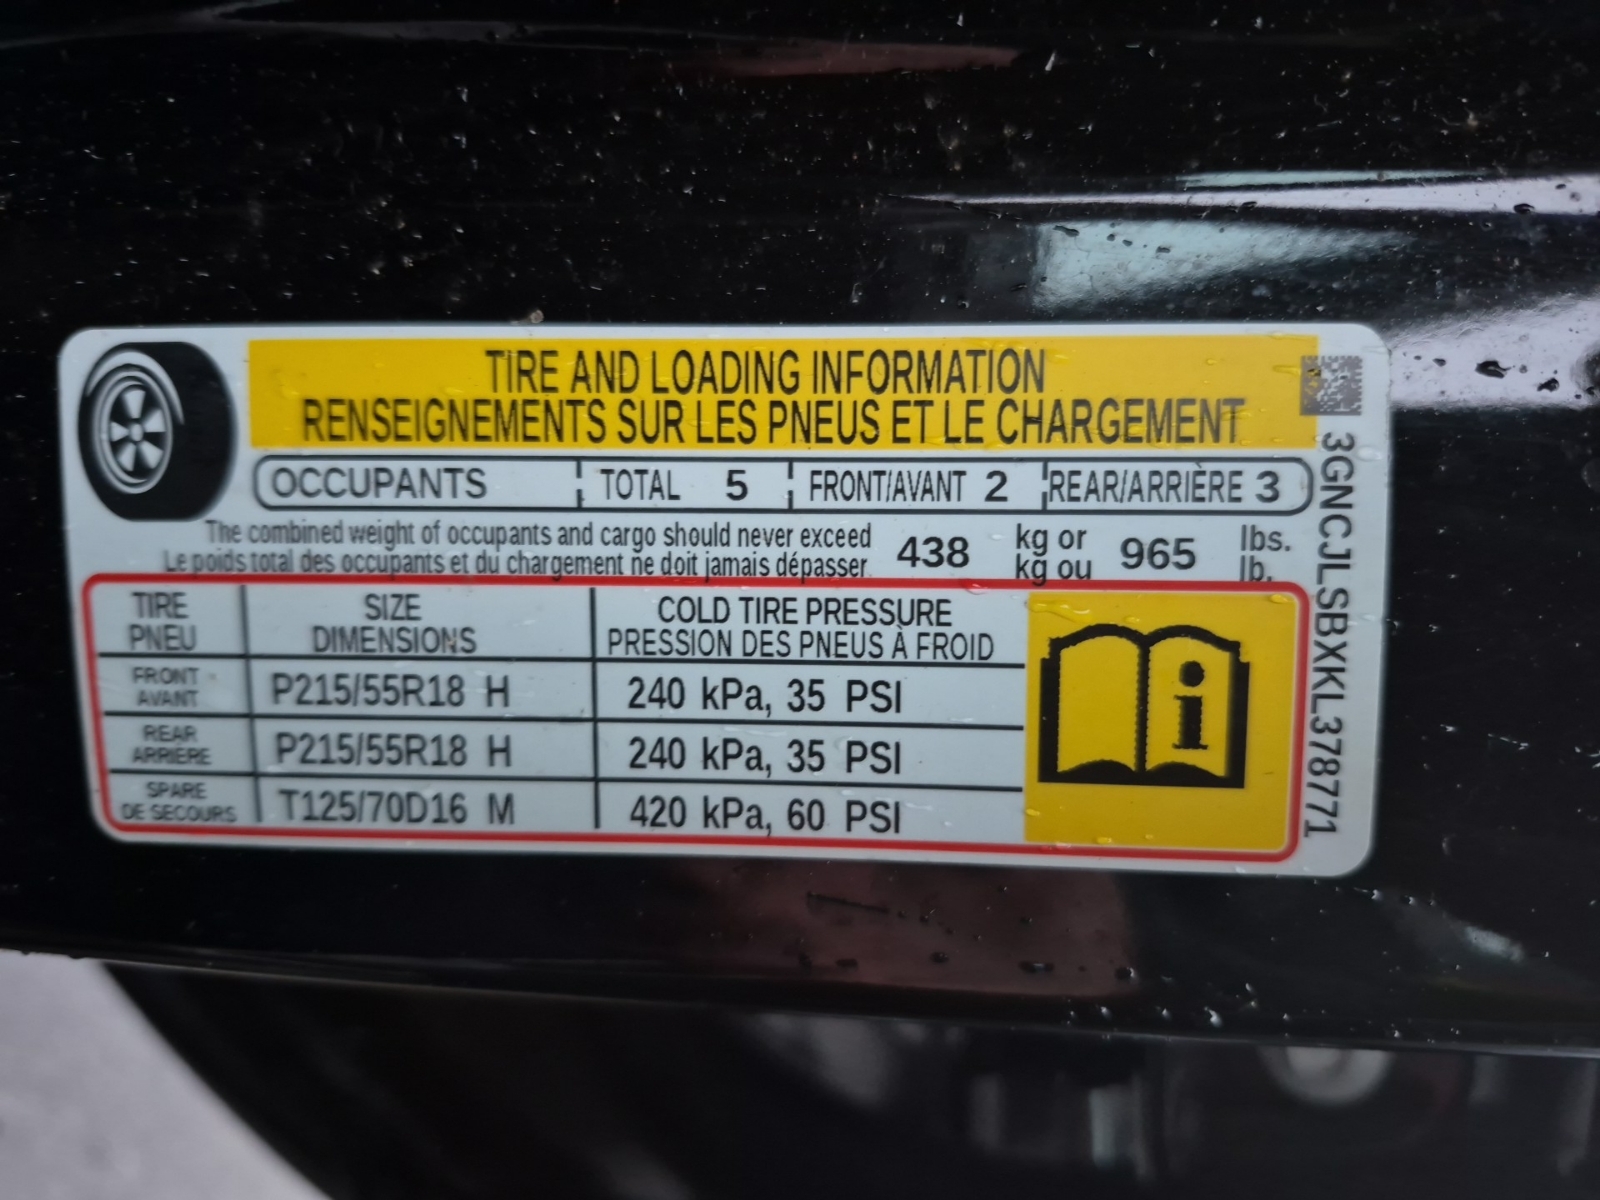 TIRE AND LOADING INFORMATION
RENSEIGNEMENTS SUR LES PNEUS ET LE CHARGEMENT
OCCUPANTS TOTAL 5 FRONT/AVANT 2 REAR/ARRIÈRE 3
The combined weight of occupants and cargo should never exceed 438 kg or 965 lbs.
Le poids total des occupants et du chargement ne doit jamais dépasser kg ou lb.
TIRE SIZE COLD TIRE PRESSURE
PNEU DIMENSIONS PRESSION DES PNEUS À FROID
FRONT
AVANT P215/55R18 H 240 kPa, 35 PSI
REAR
ARRIÈRE P215/55R18 H 240 kPa, 35 PSI
SPARE
DE SECOURS T125/70D16 M 420 kPa, 60 PSI
i
3GNCJLSBXKL378771